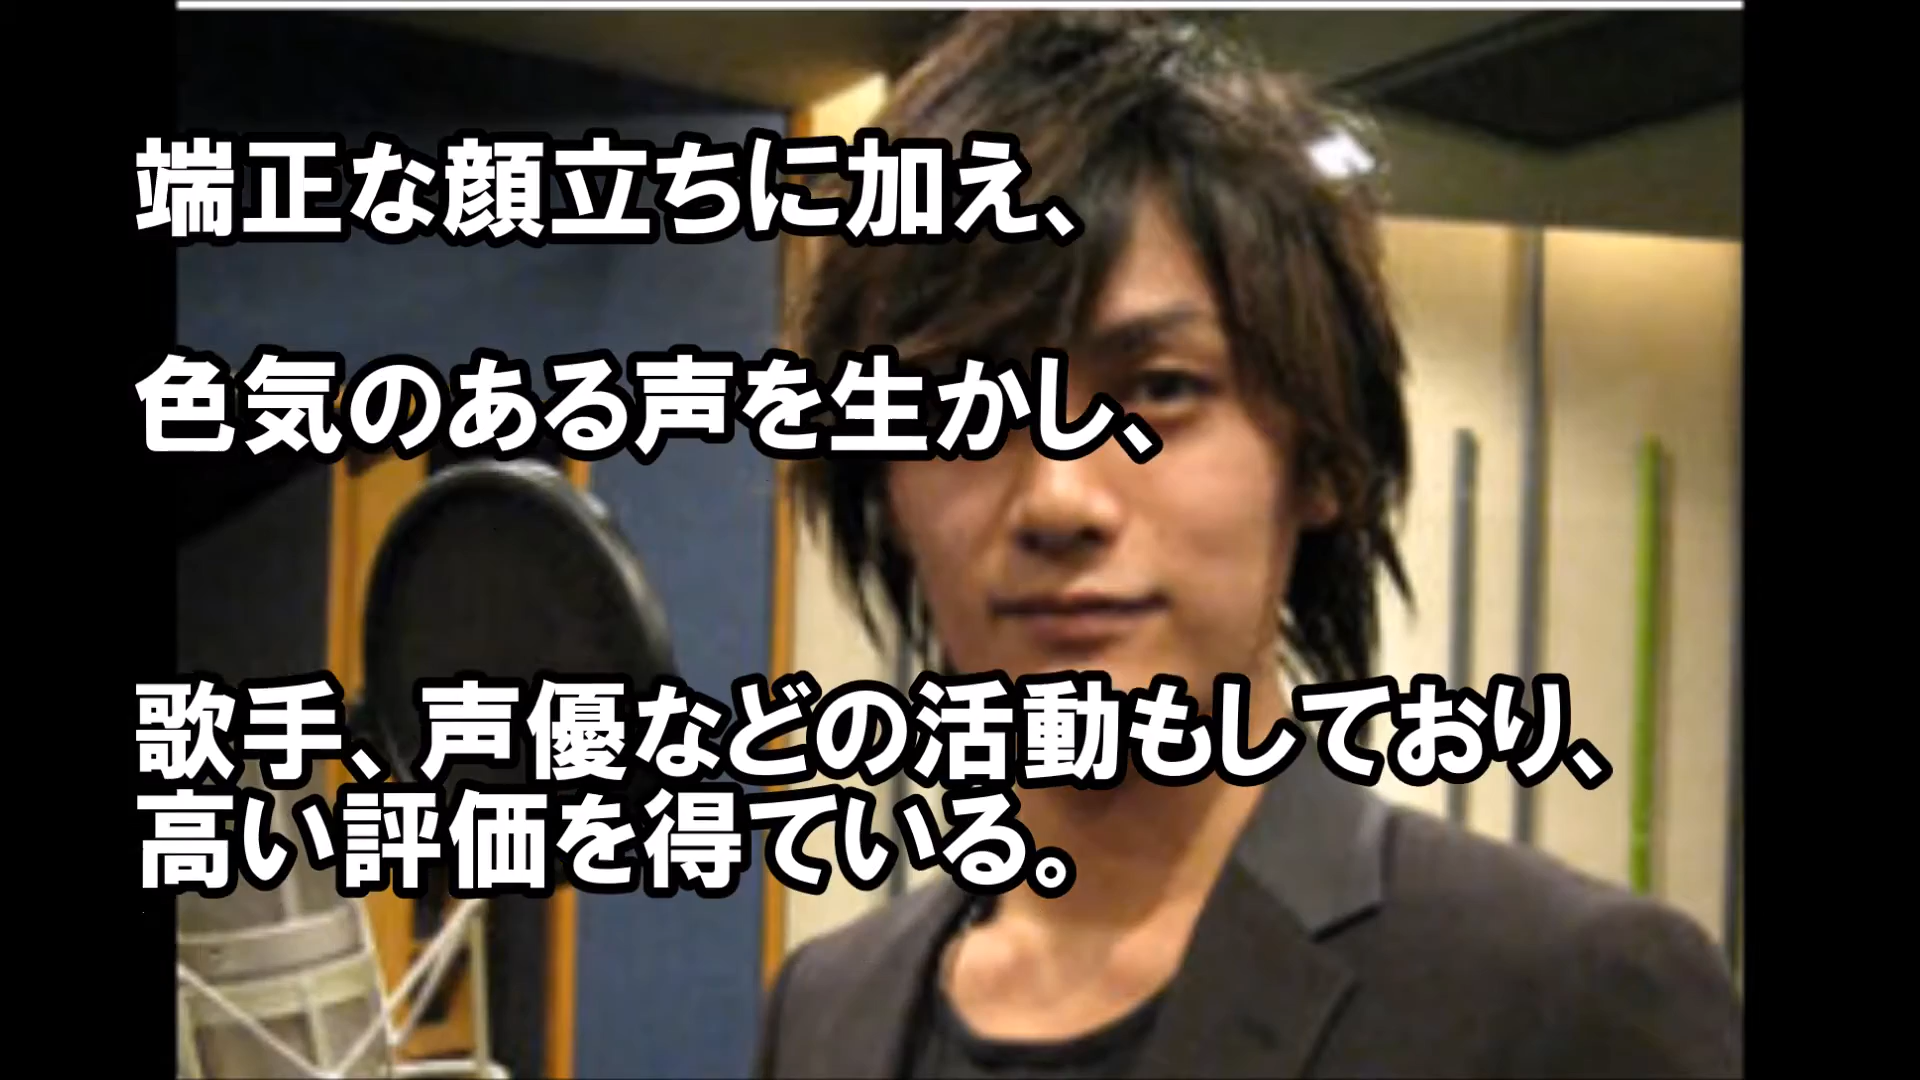 端正な顔立ちに加え、
色気のある声を生かし、
歌手、声優などの活動もしており、
高い評価を得ている。